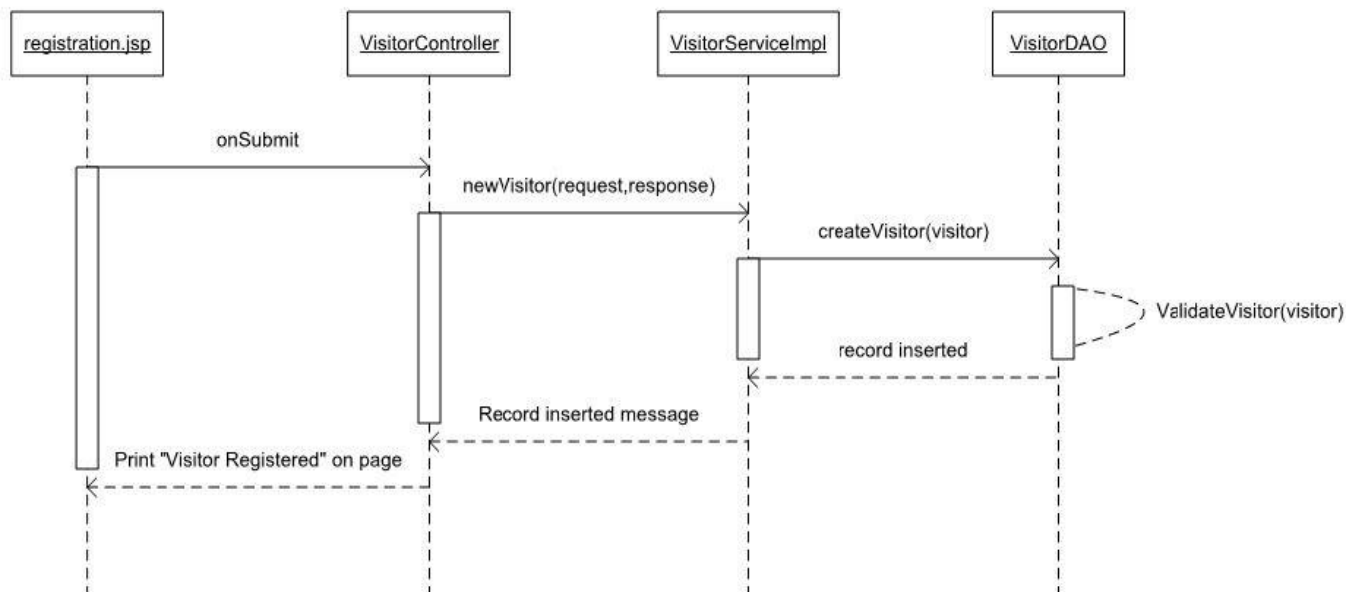 registration.jsp
VisitorController
VisitorServiceImpl
VisitorDAO
onSubmit
newVisitor(request,response)
createVisitor(visitor)
ValidateVisitor(visitor)
record inserted
Record inserted message
Print "Visitor Registered" on page